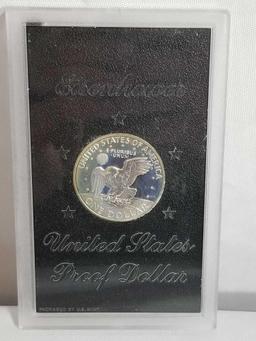 Eisenhower
UNITED STATES OF AMERICA
E PLURIBUS
UNUM
ONE DOLLAR
United States
Proof Dollar
PACKAGED BY U.S. MINT